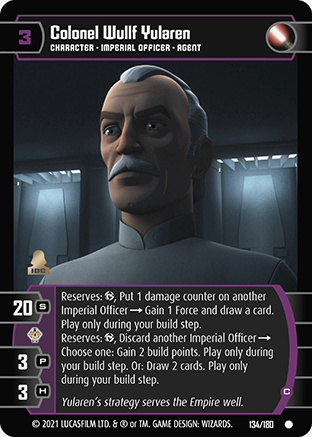 3
Colonel Wullf Yularen
CHARACTER - IMPERIAL OFFICER - AGENT
IDC
20 S
Reserves: , Put 1 damage counter on another
Imperial Officer → Gain 1 Force and draw a card.
Play only during your build step.
Reserves: , Discard another Imperial Officer →
Choose one: Gain 2 build points. Play only during
your build step. Or: Draw 2 cards. Play only
during your build step.
3 P
3 H
C
Yularen's strategy serves the Empire well.
© 2021 LUCASFILM LTD. & ® or TM. GAME DESIGN: WIZARDS.
134/180